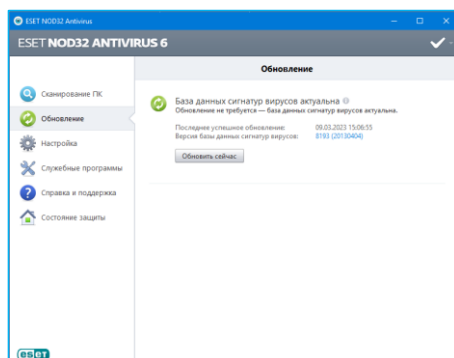 ESET NOD32 Antivirus
ESET NOD32 ANTIVIRUS 6
Обновление
Сканирование ПК
Обновление
Настройка
Служебные программы
Справка и поддержка
Состояние защиты
База данных сигнатур вирусов актуальна
Обновление не требуется — база данных сигнатур вирусов актуальна.
Последнее успешное обновление: 09.03.2023 15:06:55
Версия базы данных сигнатур вирусов: 8193 (20130404)
Обновить сейчас
eset